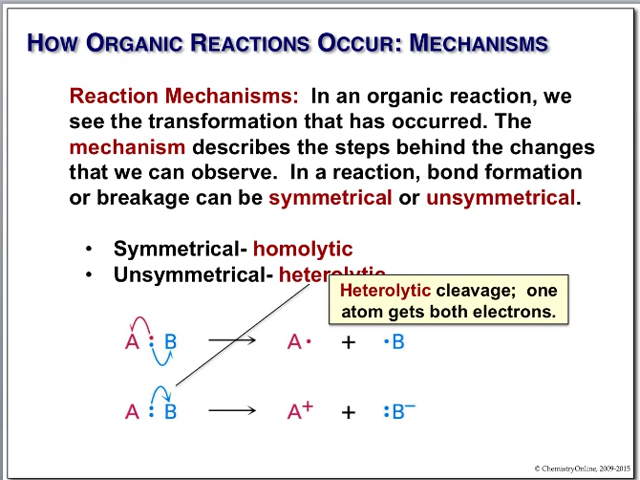 HOW ORGANIC REACTIONS OCCUR: MECHANISMS
Reaction Mechanisms: In an organic reaction, we
see the transformation that has occurred. The
mechanism describes the steps behind the changes
that we can observe. In a reaction, bond formation
or breakage can be symmetrical or unsymmetrical.
• Symmetrical- homolytic
• Unsymmetrical- heterolytic
Heterolytic cleavage; one
atom gets both electrons.
A : B → A· + ·B
A : B → A+ + :B−
© ChemistryOnline, 2009-2015